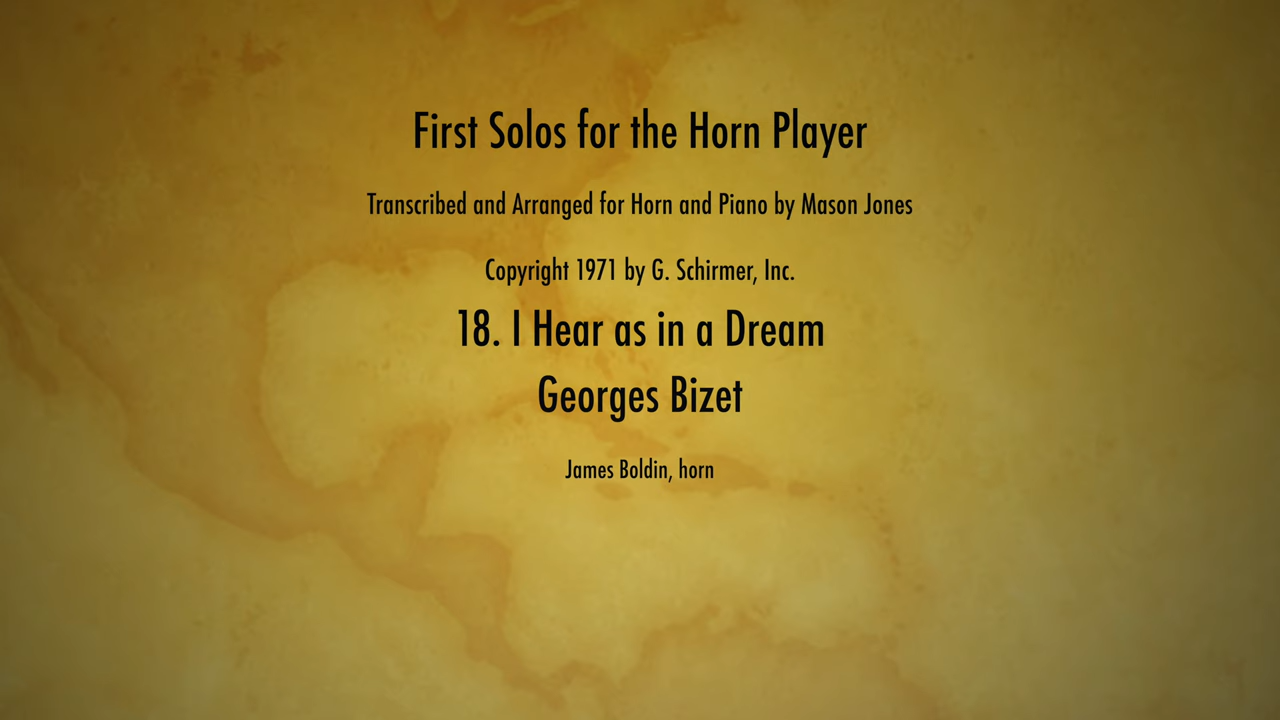 First Solos for the Horn Player
Transcribed and Arranged for Horn and Piano by Mason Jones
Copyright 1971 by G. Schirmer, Inc.
18. I Hear as in a Dream
Georges Bizet
James Boldin, horn